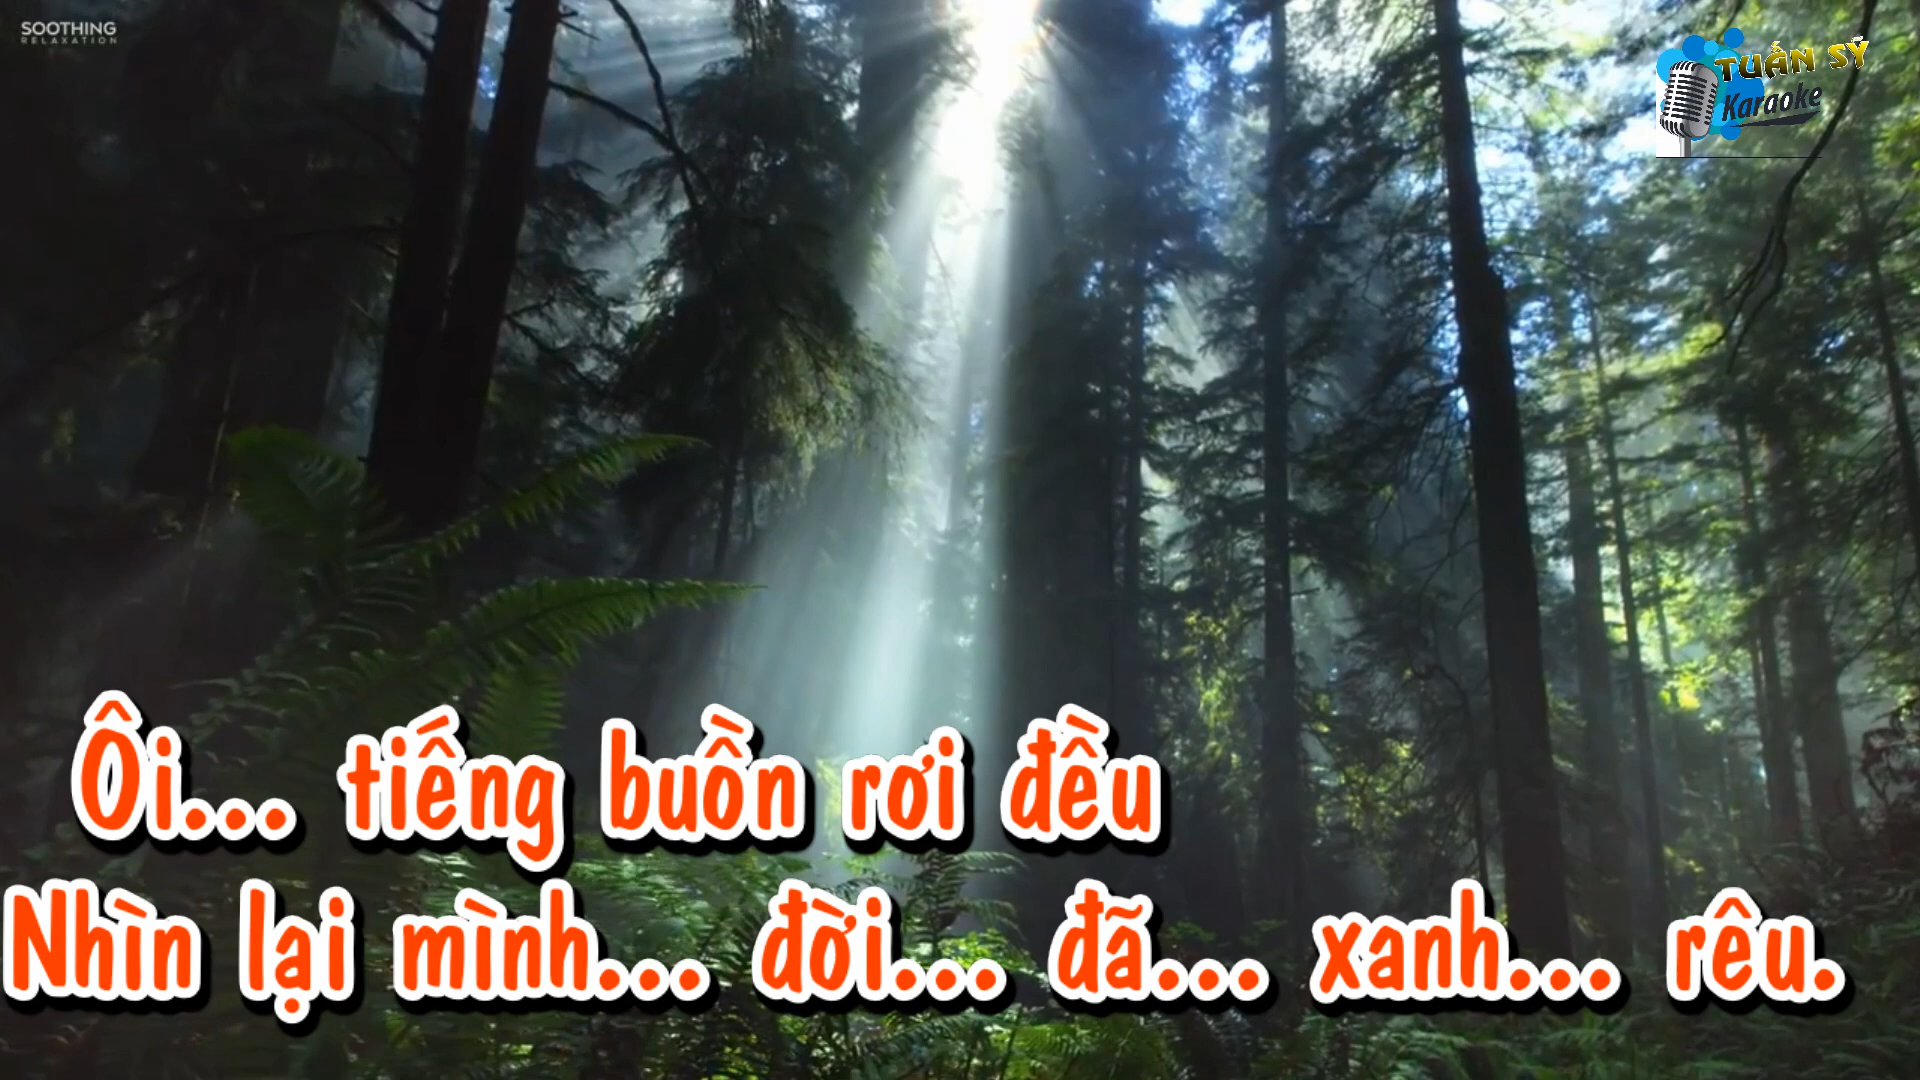 SOOTHING
RELAXATION
TUẤN SỸ
Karaoke
Ôi... tiếng buồn rơi đều
Nhìn lại mình... đời... đã... xanh... rêu.